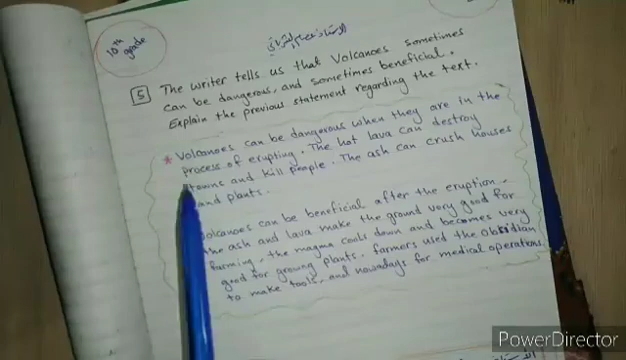 10th
grade
5 The writer tells us that Volcanoes sometimes
can be dangerous, and sometimes beneficial.
Explain the previous statement regarding the text.
* Volcanoes can be dangerous when they are in the
process of erupting. The hot lava can destroy
towns and kill people. The ash can crush houses
and plants.
Volcanoes can be beneficial after the eruption.
the ash and lava make the ground very good for
farming, the magma cools down and becomes very
good for growing plants. farmers used the obsidian
to make tools, and nowadays for medical operations.
PowerDirector